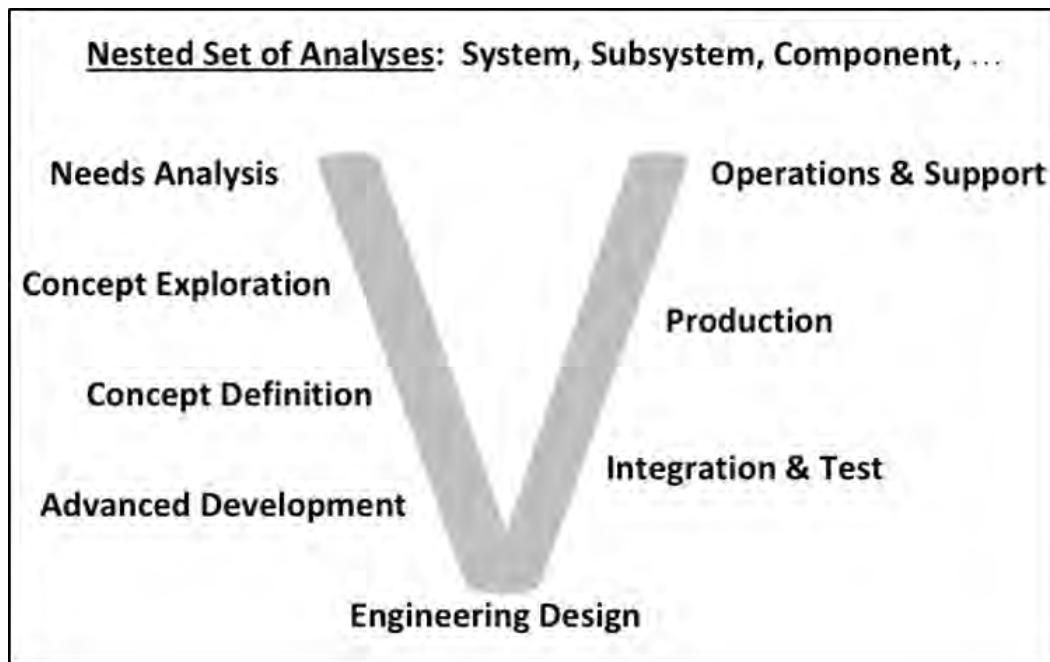 Nested Set of Analyses: System, Subsystem, Component, ...
Needs Analysis
Concept Exploration
Concept Definition
Advanced Development
Engineering Design
Integration & Test
Production
Operations & Support